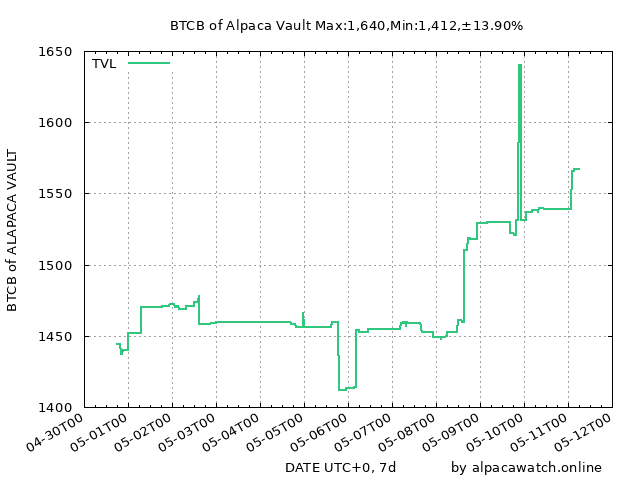 BTCB of Alpaca Vault Max:1,640,Min:1,412,±13.90%
1650
TVL
1600
1550
1500
1450
1400
BTCB of ALAPACA VAULT
04-30T00
05-01T00
05-02T00
05-03T00
05-04T00
05-05T00
05-06T00
05-07T00
05-08T00
05-09T00
05-10T00
05-11T00
05-12T00
DATE UTC+0, 7d
by alpacawatch.online